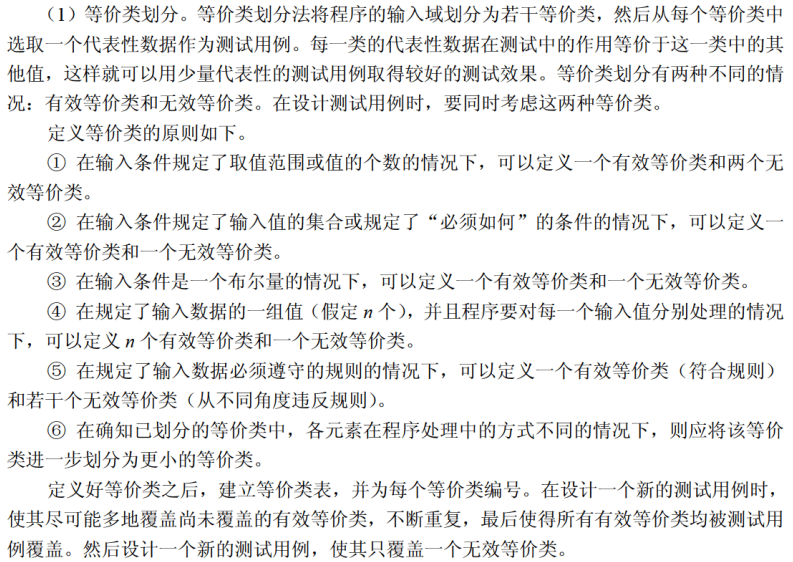 （1）等价类划分。等价类划分法将程序的输入域划分为若干等价类，然后从每个等价类中
选取一个代表性数据作为测试用例。每一类的代表性数据在测试中的作用等价于这一类中的其
他值，这样就可以用少量代表性的测试用例取得较好的测试效果。等价类划分有两种不同的情
况：有效等价类和无效等价类。在设计测试用例时，要同时考虑这两种等价类。
定义等价类的原则如下。
① 在输入条件规定了取值范围或值的个数的情况下，可以定义一个有效等价类和两个无
效等价类。
② 在输入条件规定了输入值的集合或规定了“必须如何”的条件的情况下，可以定义一
个有效等价类和一个无效等价类。
③ 在输入条件是一个布尔量的情况下，可以定义一个有效等价类和一个无效等价类。
④ 在规定了输入数据的一组值（假定 n 个），并且程序要对每一个输入值分别处理的情况
下，可以定义 n 个有效等价类和一个无效等价类。
⑤ 在规定了输入数据必须遵守的规则的情况下，可以定义一个有效等价类（符合规则）
和若干个无效等价类（从不同角度违反规则）。
⑥ 在确知已划分的等价类中，各元素在程序处理中的方式不同的情况下，则应将该等价
类进一步划分为更小的等价类。
定义好等价类之后，建立等价类表，并为每个等价类编号。在设计一个新的测试用例时，
使其尽可能多地覆盖尚未覆盖的有效等价类，不断重复，最后使得所有有效等价类均被测试用
例覆盖。然后设计一个新的测试用例，使其只覆盖一个无效等价类。